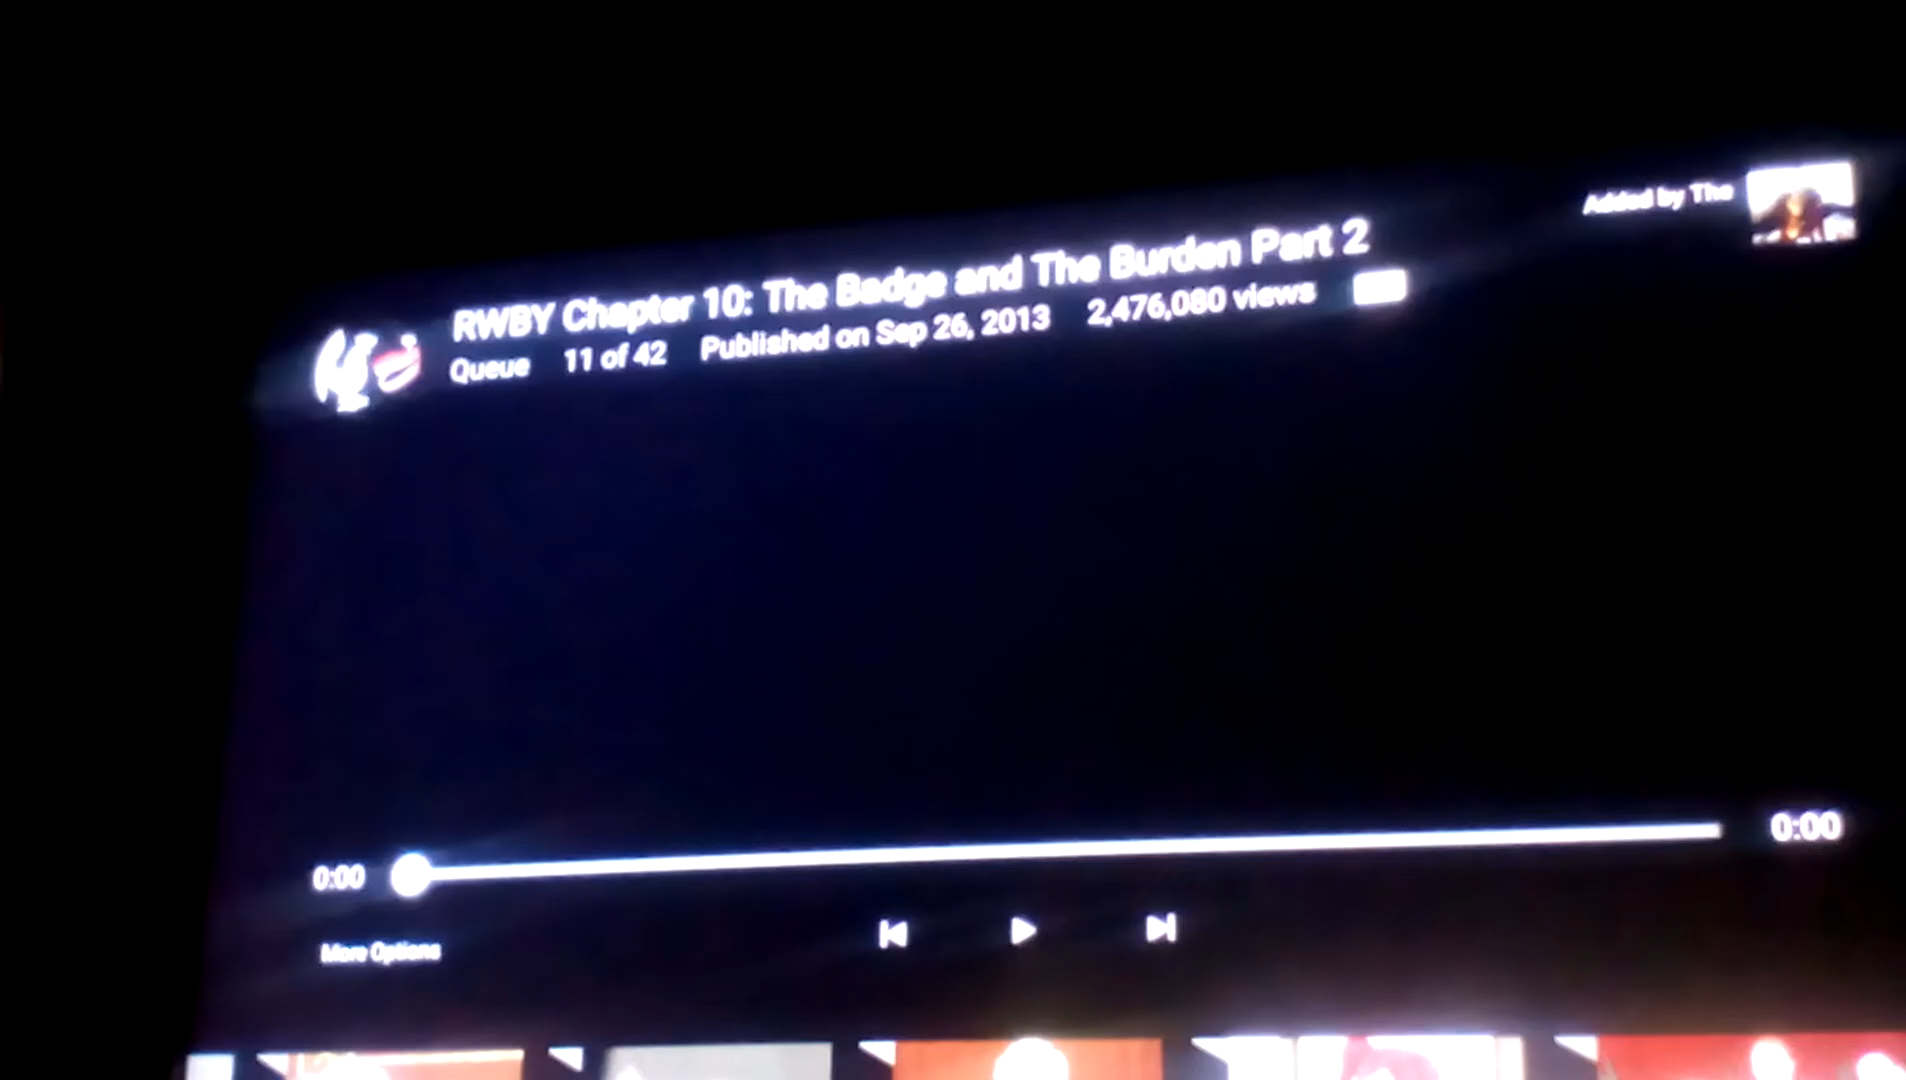 Added by The
RWBY Chapter 10: The Badge and The Burden Part 2
Queue 11 of 42 Published on Sep 26, 2013 2,476,080 views
0:00 0:00
More Options